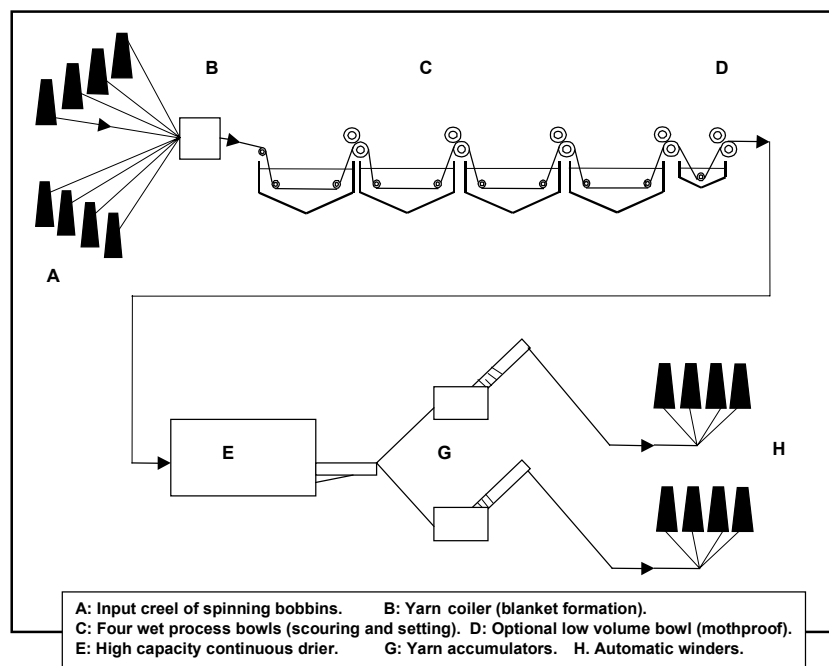 B
C
D
A
E
G
H
A: Input creel of spinning bobbins. B: Yarn coiler (blanket formation).
C: Four wet process bowls (scouring and setting). D: Optional low volume bowl (mothproof).
E: High capacity continuous drier. G: Yarn accumulators. H. Automatic winders.